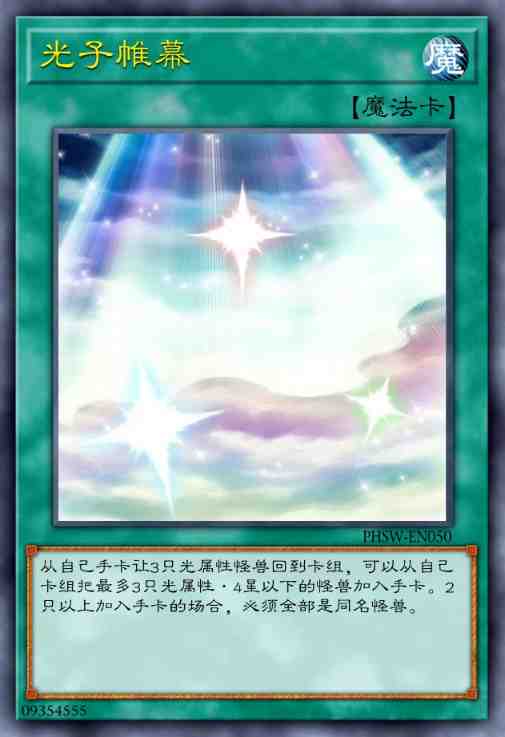 光子帷幕
魔
【魔法卡】
PHSW-EN050
从自己手卡让3只光属性怪兽回到卡组，可以从自己
卡组把最多3只光属性·4星以下的怪兽加入手卡。2
只以上加入手卡的场合，必须全部是同名怪兽。
09354555